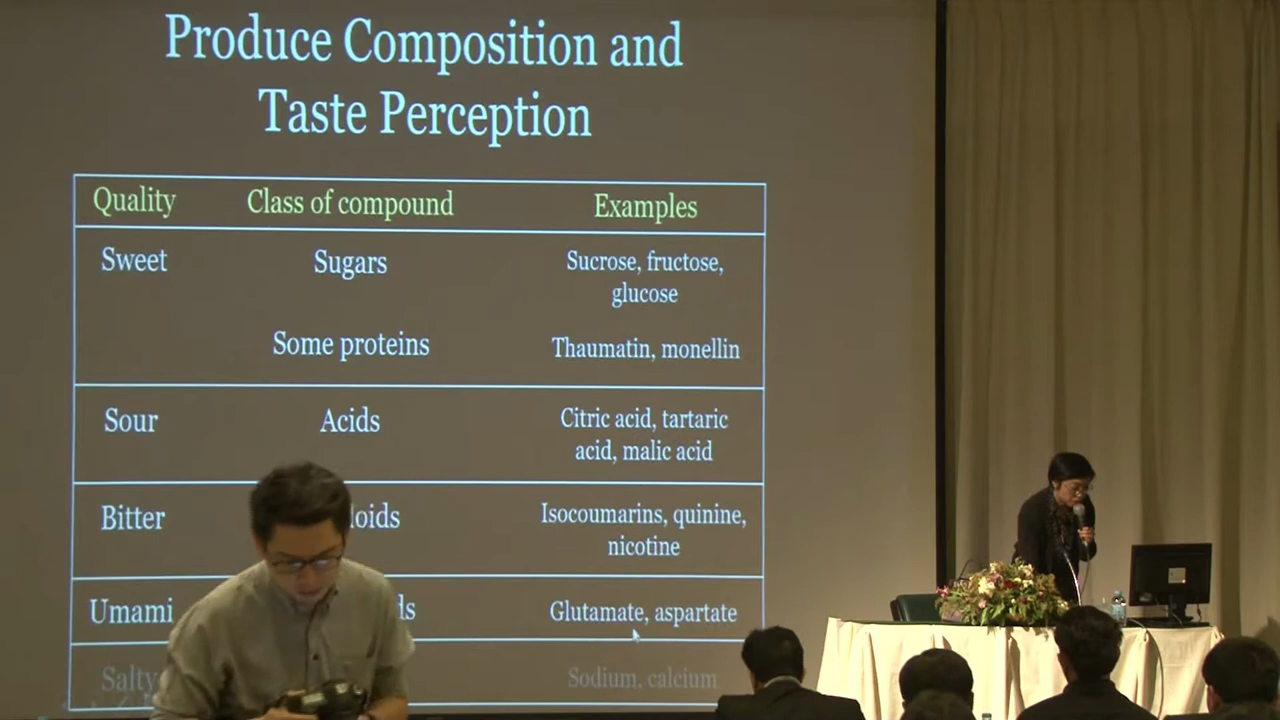 Produce Composition and
Taste Perception
Quality Class of compound Examples
Sweet Sugars Sucrose, fructose,
glucose
Some proteins Thaumatin, monellin
Sour Acids Citric acid, tartaric
acid, malic acid
Bitter Isocoumarins, quinine,
nicotine
Umami Glutamate, aspartate
Salty Sodium, calcium